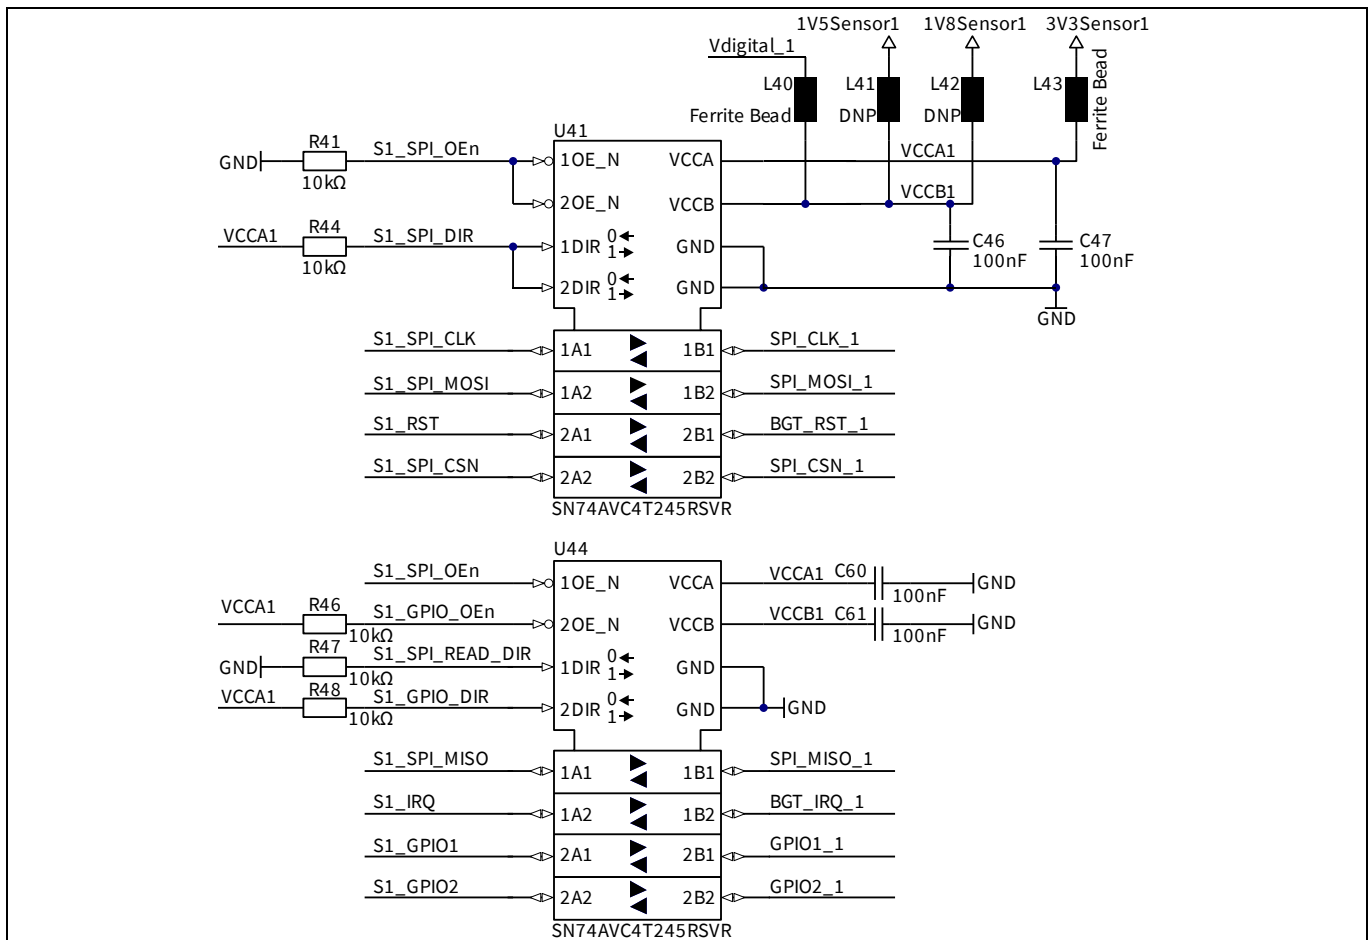 1V5Sensor1 1V8Sensor1 3V3Sensor1
Vdigital_1
L40 L41 L42 L43
Ferrite Bead DNP DNP Ferrite Bead
U41
GND R41 S1_SPI_OEn 1OE_N VCCA VCCA1
10kΩ
2OE_N VCCB VCCB1
VCCA1 R44 S1_SPI_DIR 1DIR 0 1 GND C46 C47
10kΩ 100nF 100nF
2DIR 0 1 GND
GND
S1_SPI_CLK 1A1 1B1 SPI_CLK_1
S1_SPI_MOSI 1A2 1B2 SPI_MOSI_1
S1_RST 2A1 2B1 BGT_RST_1
S1_SPI_CSN 2A2 2B2 SPI_CSN_1
SN74AVC4T245RSVR
U44
S1_SPI_OEn 1OE_N VCCA VCCA1 C60 GND
100nF
VCCA1 R46 S1_GPIO_OEn 2OE_N VCCB VCCB1 C61 GND
10kΩ 100nF
GND R47 S1_SPI_READ_DIR 1DIR 0 1 GND
10kΩ
VCCA1 R48 S1_GPIO_DIR 2DIR 0 1 GND GND
10kΩ
S1_SPI_MISO 1A1 1B1 SPI_MISO_1
S1_IRQ 1A2 1B2 BGT_IRQ_1
S1_GPIO1 2A1 2B1 GPIO1_1
S1_GPIO2 2A2 2B2 GPIO2_1
SN74AVC4T245RSVR